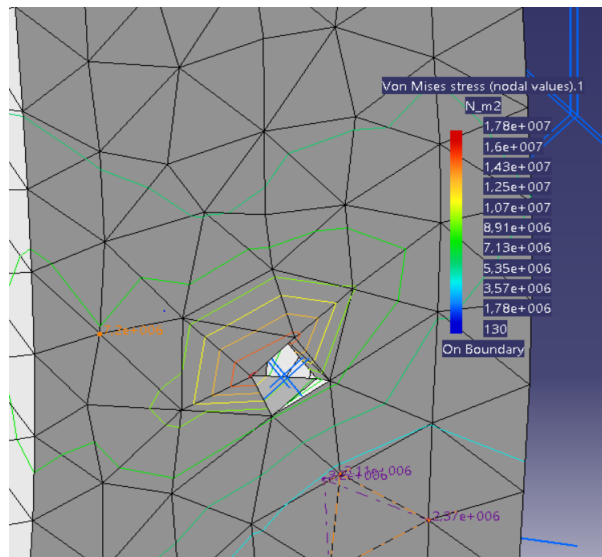 Von Mises stress (nodal values).1
N_m2
1,78e+007
1,6e+007
1,43e+007
1,25e+007
1,07e+007
8,91e+006
7,13e+006
5,35e+006
3,57e+006
1,78e+006
130
On Boundary
2,37e+006